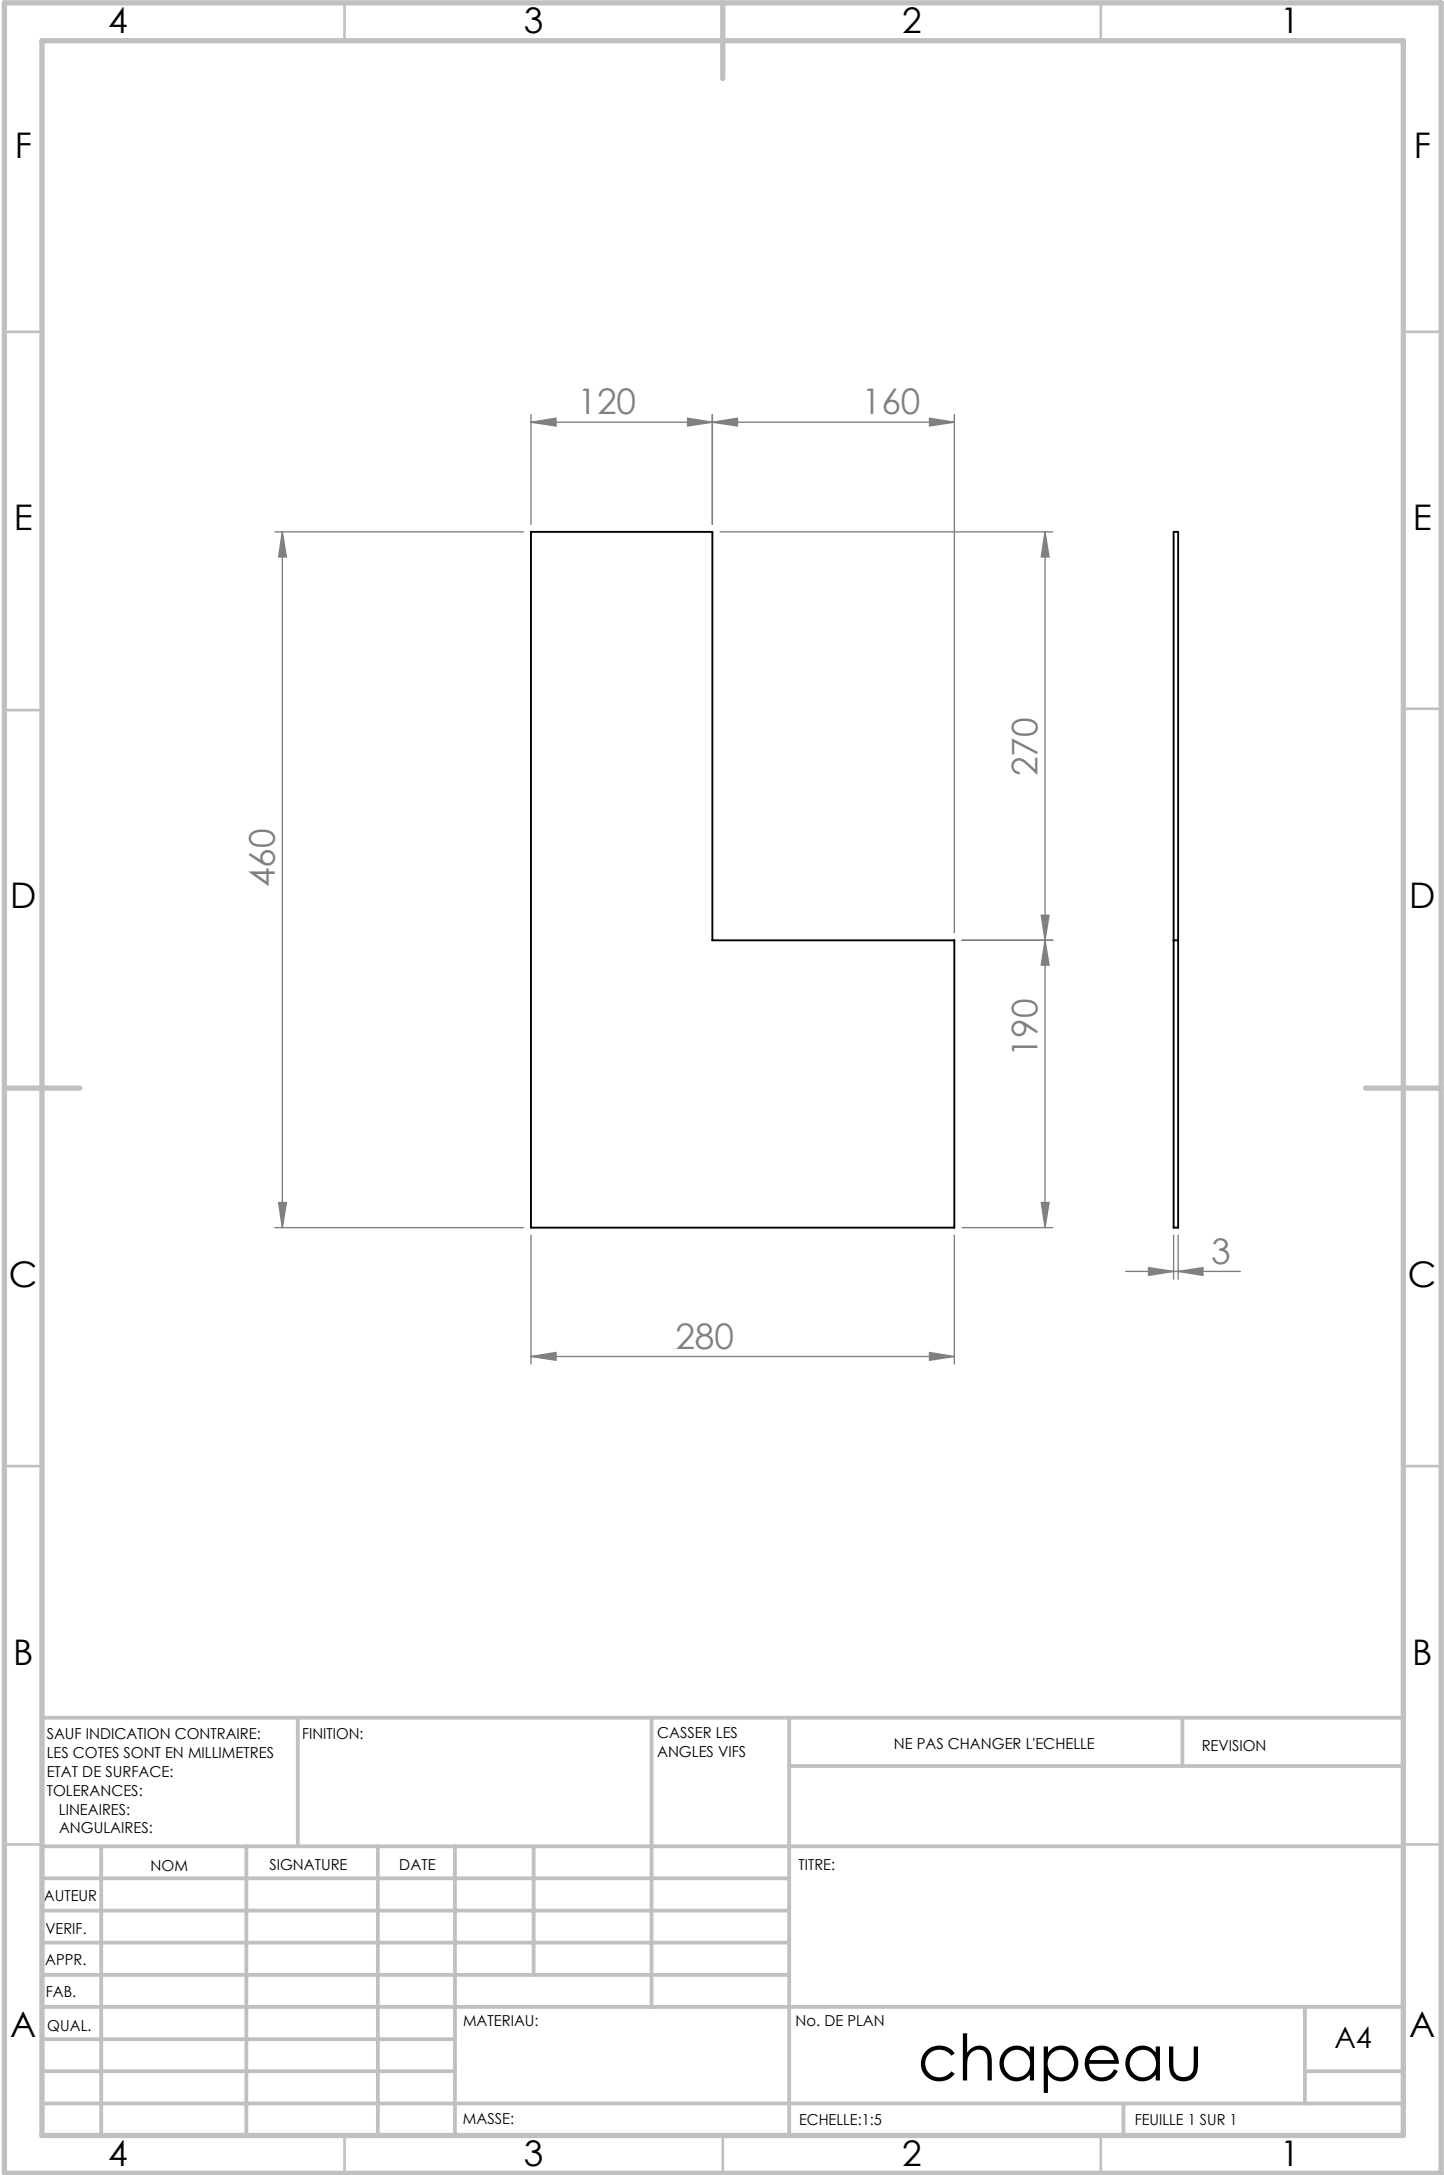 4 3 2 1
F F
120 160
E E
270
460
D D
190
C C
3
280
B B
SAUF INDICATION CONTRAIRE:
LES COTES SONT EN MILLIMETRES
ETAT DE SURFACE:
TOLERANCES:
LINEAIRES:
ANGULAIRES:
FINITION:
CASSER LES
ANGLES VIFS
NE PAS CHANGER L'ECHELLE
REVISION
NOM SIGNATURE DATE
TITRE:
AUTEUR
VERIF.
APPR.
FAB.
QUAL.
A A
MATERIAU:
No. DE PLAN
chapeau
A4
MASSE:
ECHELLE:1:5
FEUILLE 1 SUR 1
4 3 2 1